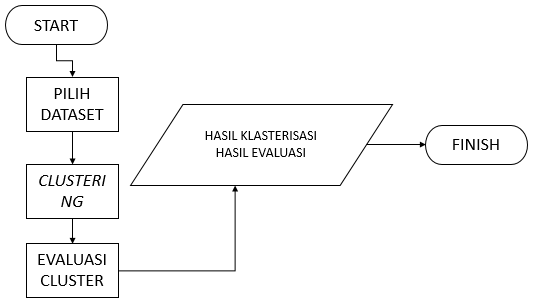 START
PILIH
DATASET
CLUSTERI
NG
EVALUASI
CLUSTER
HASIL KLASTERISASI
HASIL EVALUASI
FINISH